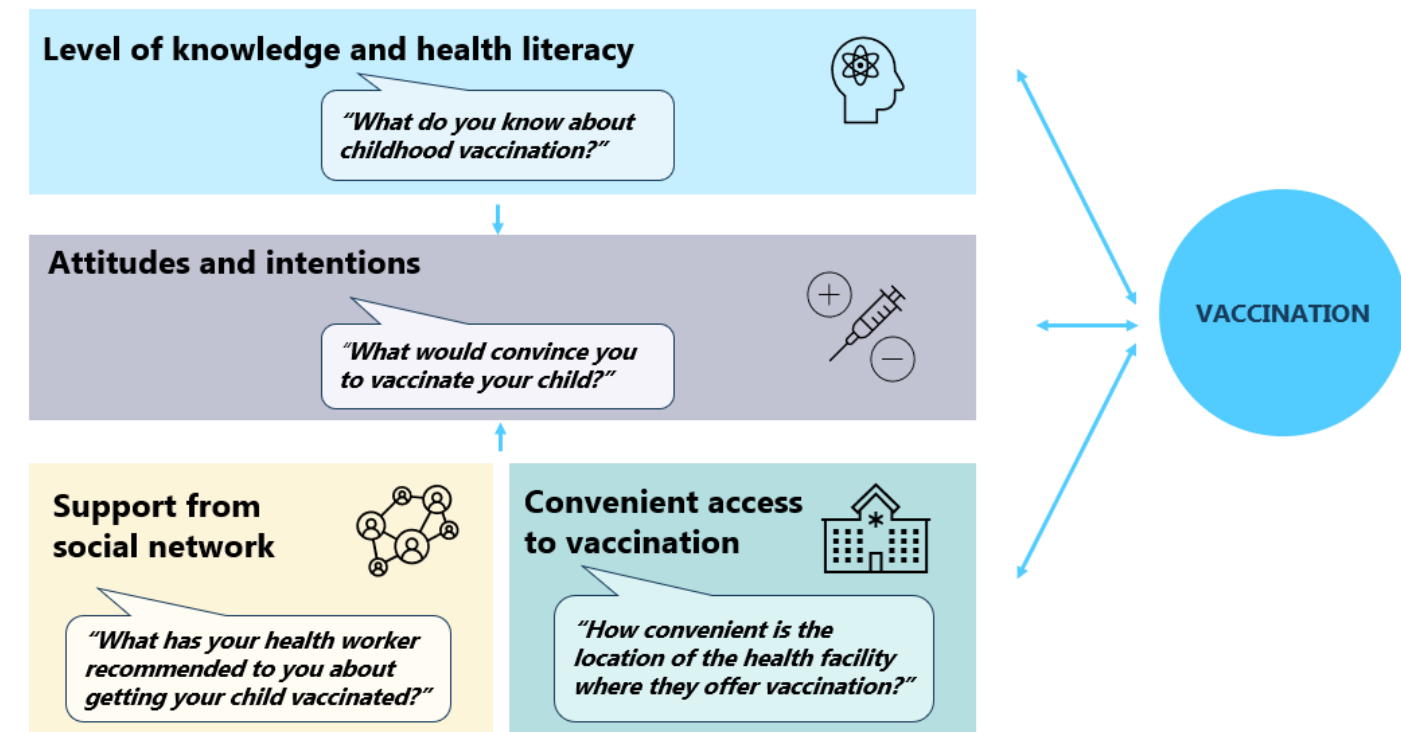 Level of knowledge and health literacy
“What do you know about
childhood vaccination?”
Attitudes and intentions
“What would convince you
to vaccinate your child?”
Support from
social network
“What has your health worker
recommended to you about
getting your child vaccinated?”
Convenient access
to vaccination
“How convenient is the
location of the health facility
where they offer vaccination?”
VACCINATION